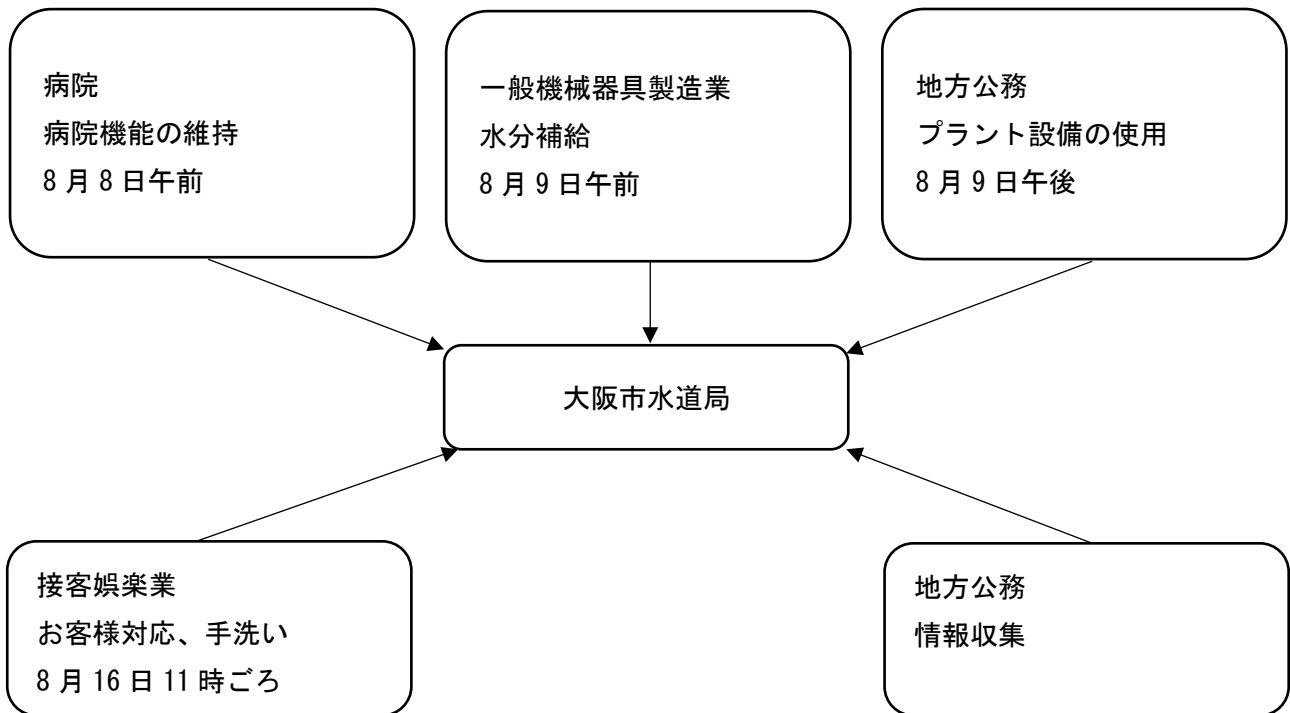 病院
病院機能の維持
8月8日午前
一般機械器具製造業
水分補給
8月9日午前
地方公務
プラント設備の使用
8月9日午後
大阪市水道局
接客娯楽業
お客様対応、手洗い
8月16日11時ごろ
地方公務
情報収集